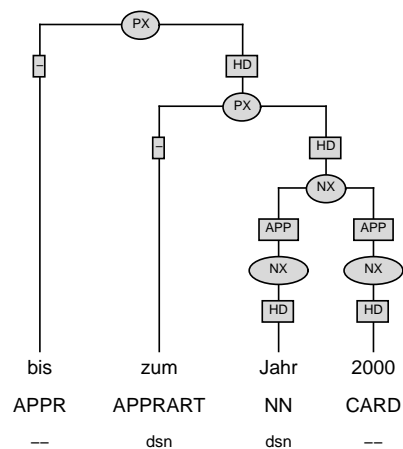 PX
– HD
PX
– HD
NX
APP APP
NX NX
HD HD
bis zum Jahr 2000
APPR APPRART NN CARD
–– dsn dsn ––